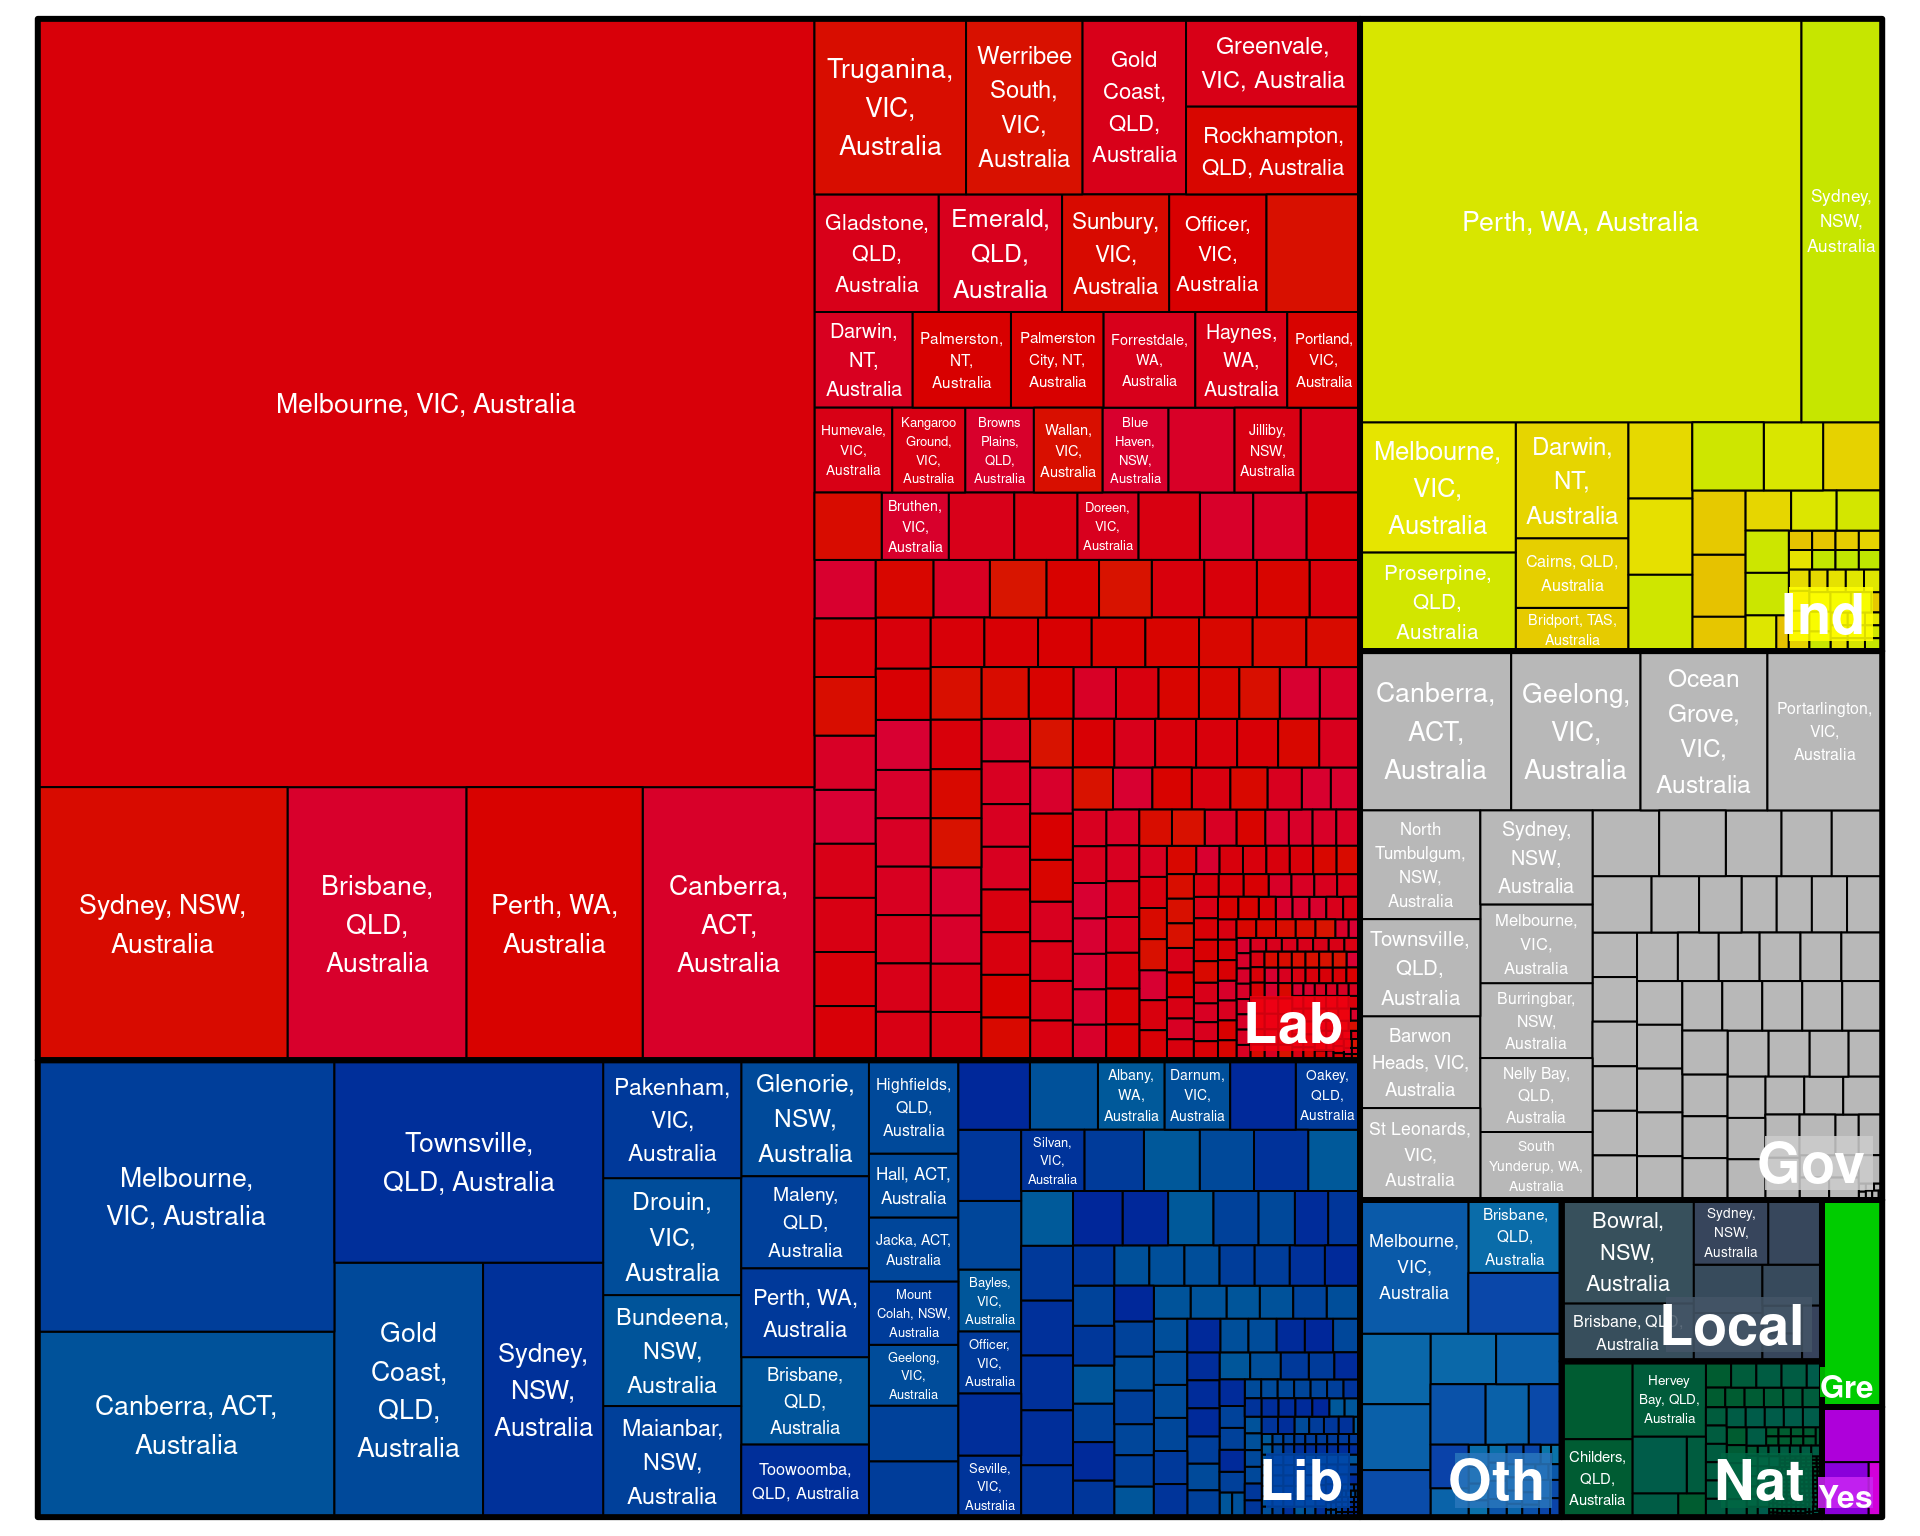 Melbourne, VIC, Australia
Sydney, NSW,
Australia
Brisbane,
QLD,
Australia
Perth, WA,
Australia
Canberra,
ACT,
Australia
Truganina,
VIC,
Australia
Werribee
South,
VIC,
Australia
Gold
Coast,
QLD,
Australia
Greenvale,
VIC, Australia
Rockhampton,
QLD, Australia
Gladstone,
QLD,
Australia
Emerald,
QLD,
Australia
Sunbury,
VIC,
Australia
Officer,
VIC,
Australia
Darwin,
NT,
Australia
Palmerston,
NT,
Australia
Palmerston
City, NT,
Australia
Forrestdale,
WA,
Australia
Haynes,
WA,
Australia
Portland,
VIC,
Australia
Humevale,
VIC,
Australia
Kangaroo
Ground,
VIC,
Australia
Browns
Plains,
QLD,
Australia
Wallan,
VIC,
Australia
Blue
Haven,
NSW,
Australia
Jilliby,
NSW,
Australia
Bruthen,
VIC,
Australia
Doreen,
VIC,
Australia
Lab
Melbourne,
VIC, Australia
Canberra, ACT,
Australia
Townsville,
QLD, Australia
Gold
Coast,
QLD,
Australia
Sydney,
NSW,
Australia
Pakenham,
VIC,
Australia
Drouin,
VIC,
Australia
Bundeena,
NSW,
Australia
Maianbar,
NSW,
Australia
Glenorie,
NSW,
Australia
Maleny,
QLD,
Australia
Perth, WA,
Australia
Brisbane,
QLD,
Australia
Toowoomba,
QLD, Australia
Highfields,
QLD,
Australia
Hall, ACT,
Australia
Jacka, ACT,
Australia
Mount
Colah, NSW,
Australia
Geelong,
VIC,
Australia
Albany,
WA,
Australia
Darnum,
VIC,
Australia
Oakey,
QLD,
Australia
Silvan,
VIC,
Australia
Bayles,
VIC,
Australia
Officer,
VIC,
Australia
Seville,
VIC,
Australia
Lib
Perth, WA, Australia
Sydney,
NSW,
Australia
Melbourne,
VIC,
Australia
Proserpine,
QLD,
Australia
Darwin,
NT,
Australia
Cairns, QLD,
Australia
Bridport, TAS,
Australia
Ind
Canberra,
ACT,
Australia
Geelong,
VIC,
Australia
Ocean
Grove,
VIC,
Australia
Portarlington,
VIC,
Australia
North
Tumbulgum,
NSW,
Australia
Townsville,
QLD,
Australia
Barwon
Heads, VIC,
Australia
St Leonards,
VIC,
Australia
Sydney,
NSW,
Australia
Melbourne,
VIC,
Australia
Burringbar,
NSW,
Australia
Nelly Bay,
QLD,
Australia
South
Yunderup, WA,
Australia
Gov
Melbourne,
VIC,
Australia
Brisbane,
QLD,
Australia
Oth
Bowral,
NSW,
Australia
Sydney,
NSW,
Australia
Brisbane, QLD,
Australia
Local
Hervey
Bay, QLD,
Australia
Childers,
QLD,
Australia
Nat
Gre
Yes